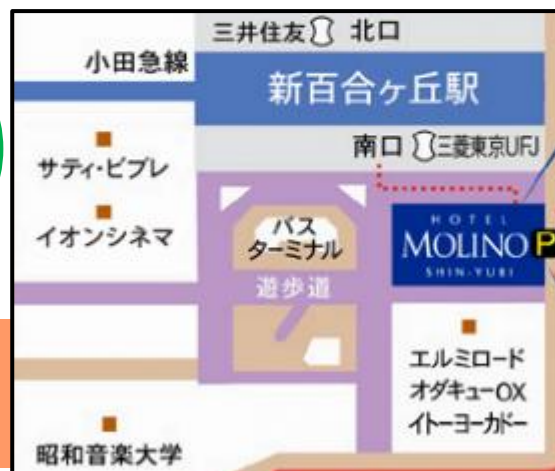 三井住友 北口
小田急線
新百合ヶ丘駅
南口 三菱東京UFJ
サティ・ビブレ
イオンシネマ
バス
ターミナル
遊歩道
HOTEL
MOLINO
SHIN-YURI
P
エルミロード
オダキューOX
イトーヨーカドー
昭和音楽大学